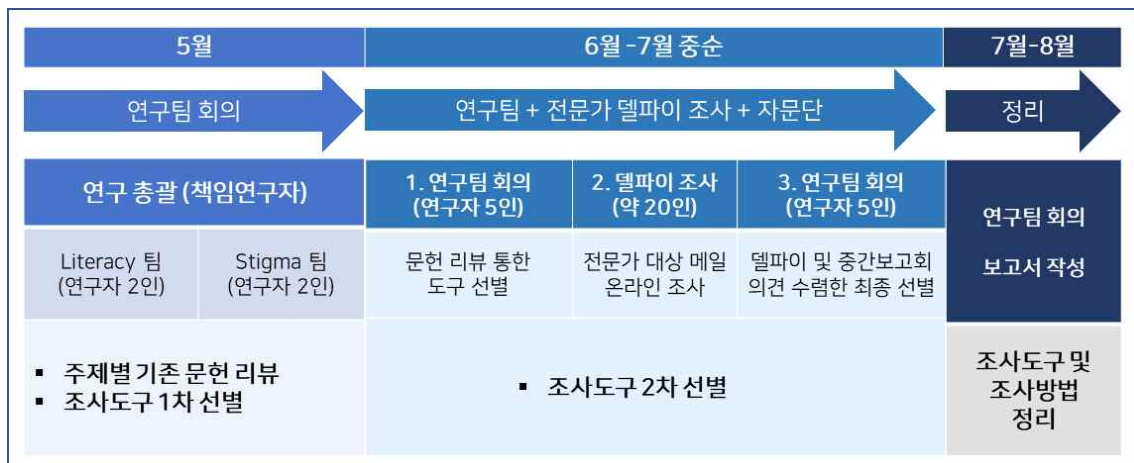 5월
6월 -7월 중순
7월-8월
연구팀 회의
연구팀 + 전문가 델파이 조사 + 자문단
정리
연구 총괄 (책임연구자)
Literacy 팀
(연구자 2인)
Stigma 팀
(연구자 2인)
1. 연구팀 회의
(연구자 5인)
2. 델파이 조사
(약 20인)
3. 연구팀 회의
(연구자 5인)
문헌 리뷰 통한
도구 선별
전문가 대상 메일
온라인 조사
델파이 및 중간보고회
의견 수렴한 최종 선별
연구팀 회의
보고서 작성
▪ 주제별 기존 문헌 리뷰
▪ 조사도구 1차 선별
▪ 조사도구 2차 선별
조사도구 및
조사방법
정리